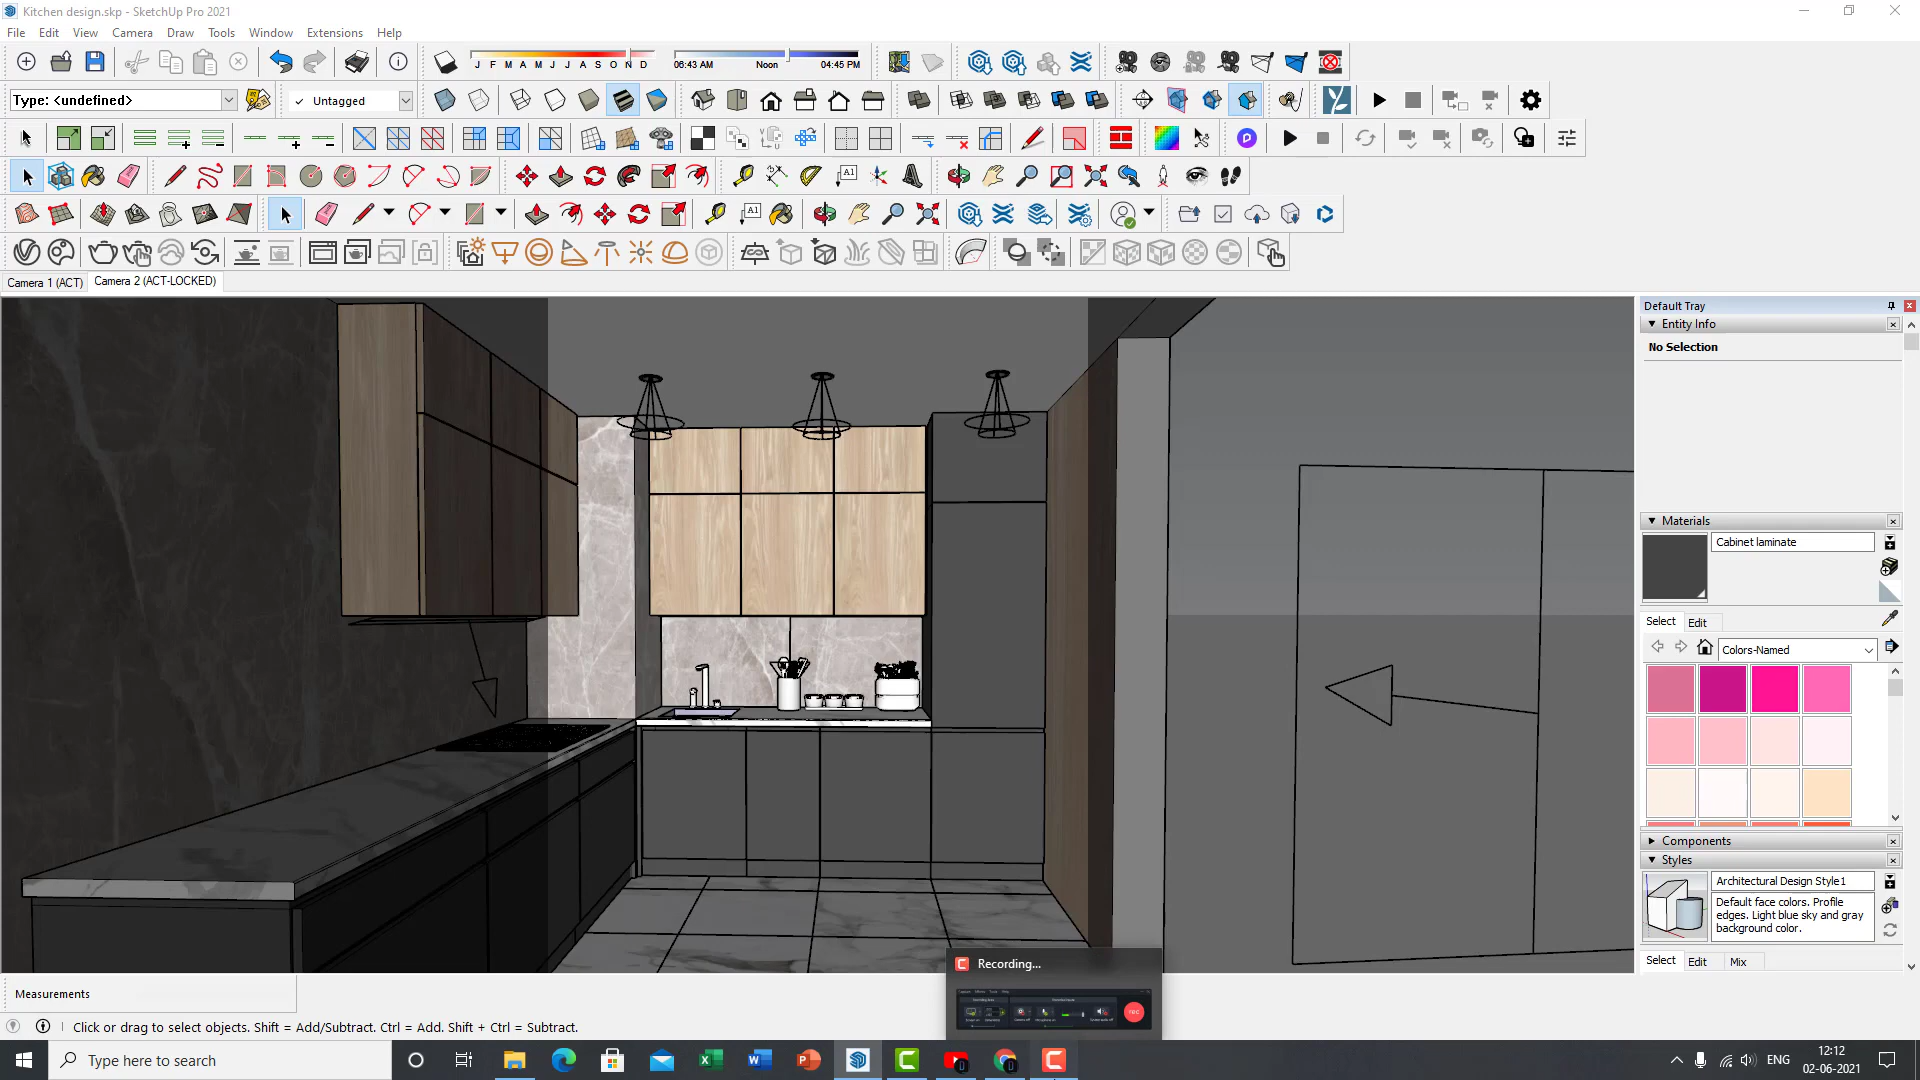 Kitchen design.skp - SketchUp Pro 2021
File Edit View Camera Draw Tools Window Extensions Help
J F M A M J J A S O N D
06:43 AM Noon 04:45 PM
Type: <undefined>
✓ Untagged
A1
A1
Camera 1 (ACT)
Camera 2 (ACT-LOCKED)
Default Tray
Entity Info
No Selection
Materials
Cabinet laminate
Select Edit
Colors-Named
Components
Styles
Architectural Design Style1
Default face colors. Profile
edges. Light blue sky and gray
background color.
Select Edit Mix
Recording...
rec
Measurements
Click or drag to select objects. Shift = Add/Subtract. Ctrl = Add. Shift + Ctrl = Subtract.
Type here to search
ENG
12:12
02-06-2021